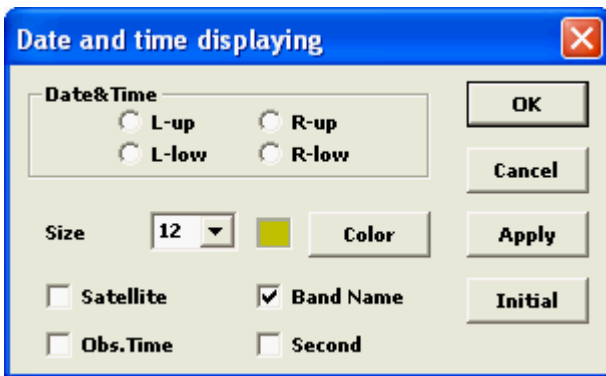 Date and time displaying
Date&Time
L-up R-up
L-low R-low
OK
Cancel
Size 12 Color Apply
Satellite Band Name Initial
Obs.Time Second